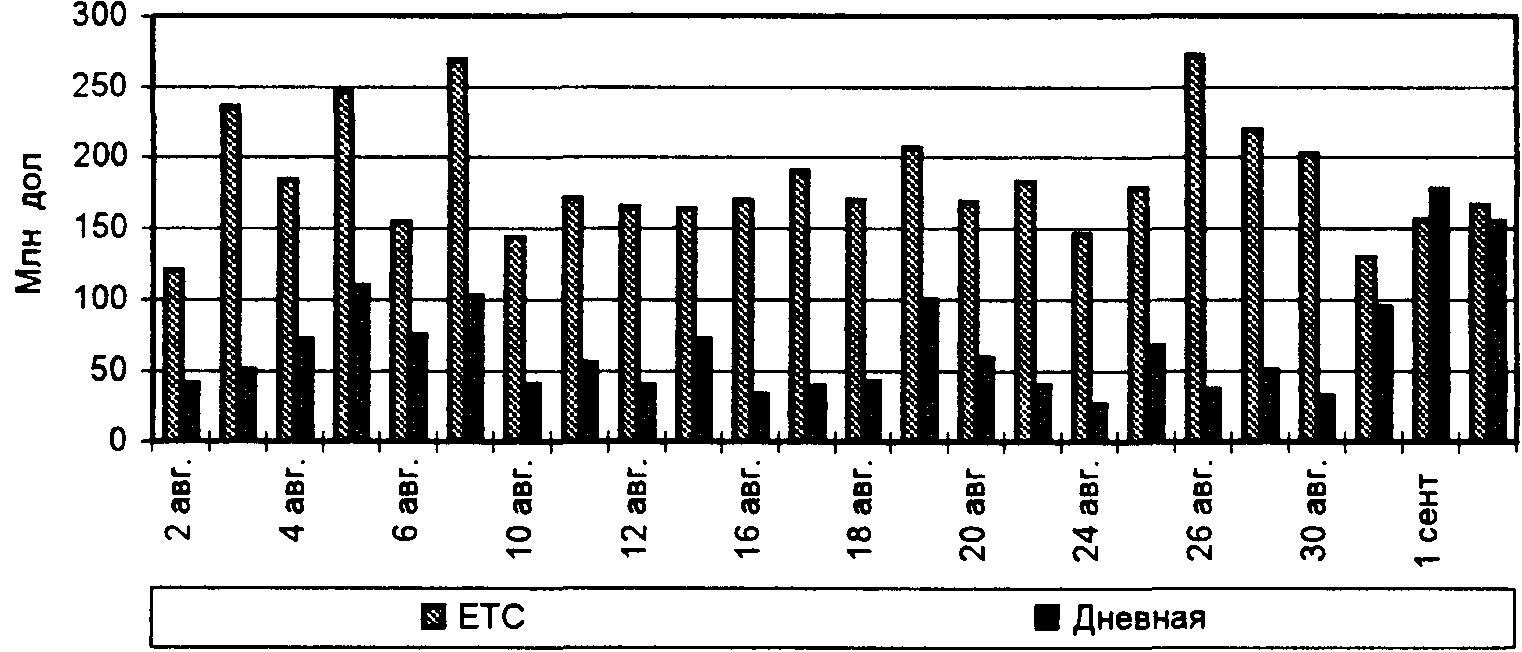 Млн дол
300
250
200
150
100
50
0
2 авг.
4 авг.
6 авг.
10 авг.
12 авг.
16 авг.
18 авг.
20 авг
24 авг.
26 авг.
30 авг.
1 сент
ЕТС
Дневная